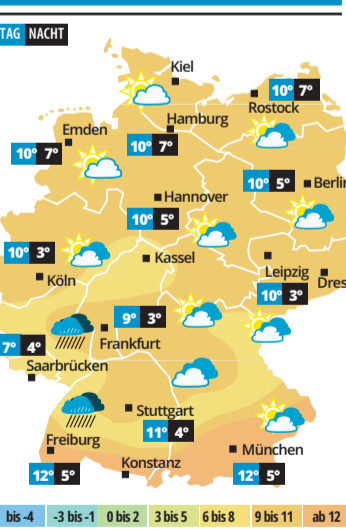 TAG NACHT
Kiel
10° 7°
Rostock
Hamburg
10° 7°
Emden
10° 7°
10° 5° Berlin
Hannover
10° 5°
10° 3°
Köln
Kassel
Leipzig Dres
10° 3°
9° 3°
Frankfurt
7° 4°
Saarbrücken
Stuttgart
11° 4°
Freiburg
12° 5°
Konstanz
München
12° 5°
bis -4 -3 bis -1 0 bis 2 3 bis 5 6 bis 8 9 bis 11 ab 12